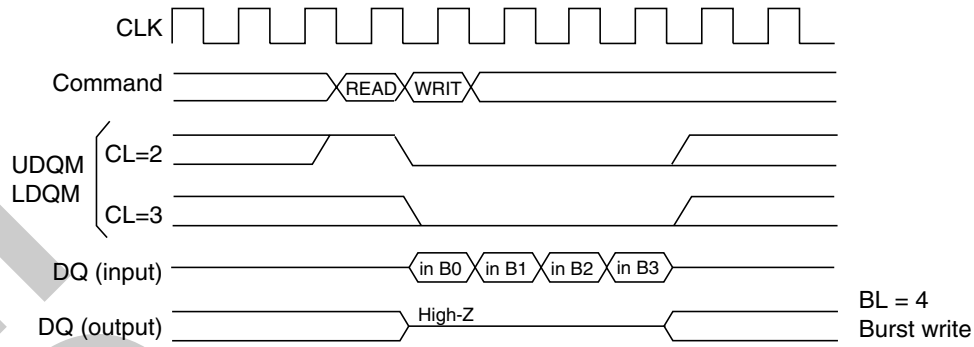 CLK
Command
READ
WRIT
UDQM
LDQM
CL=2
CL=3
DQ (input)
in B0
in B1
in B2
in B3
DQ (output)
High-Z
BL = 4
Burst write